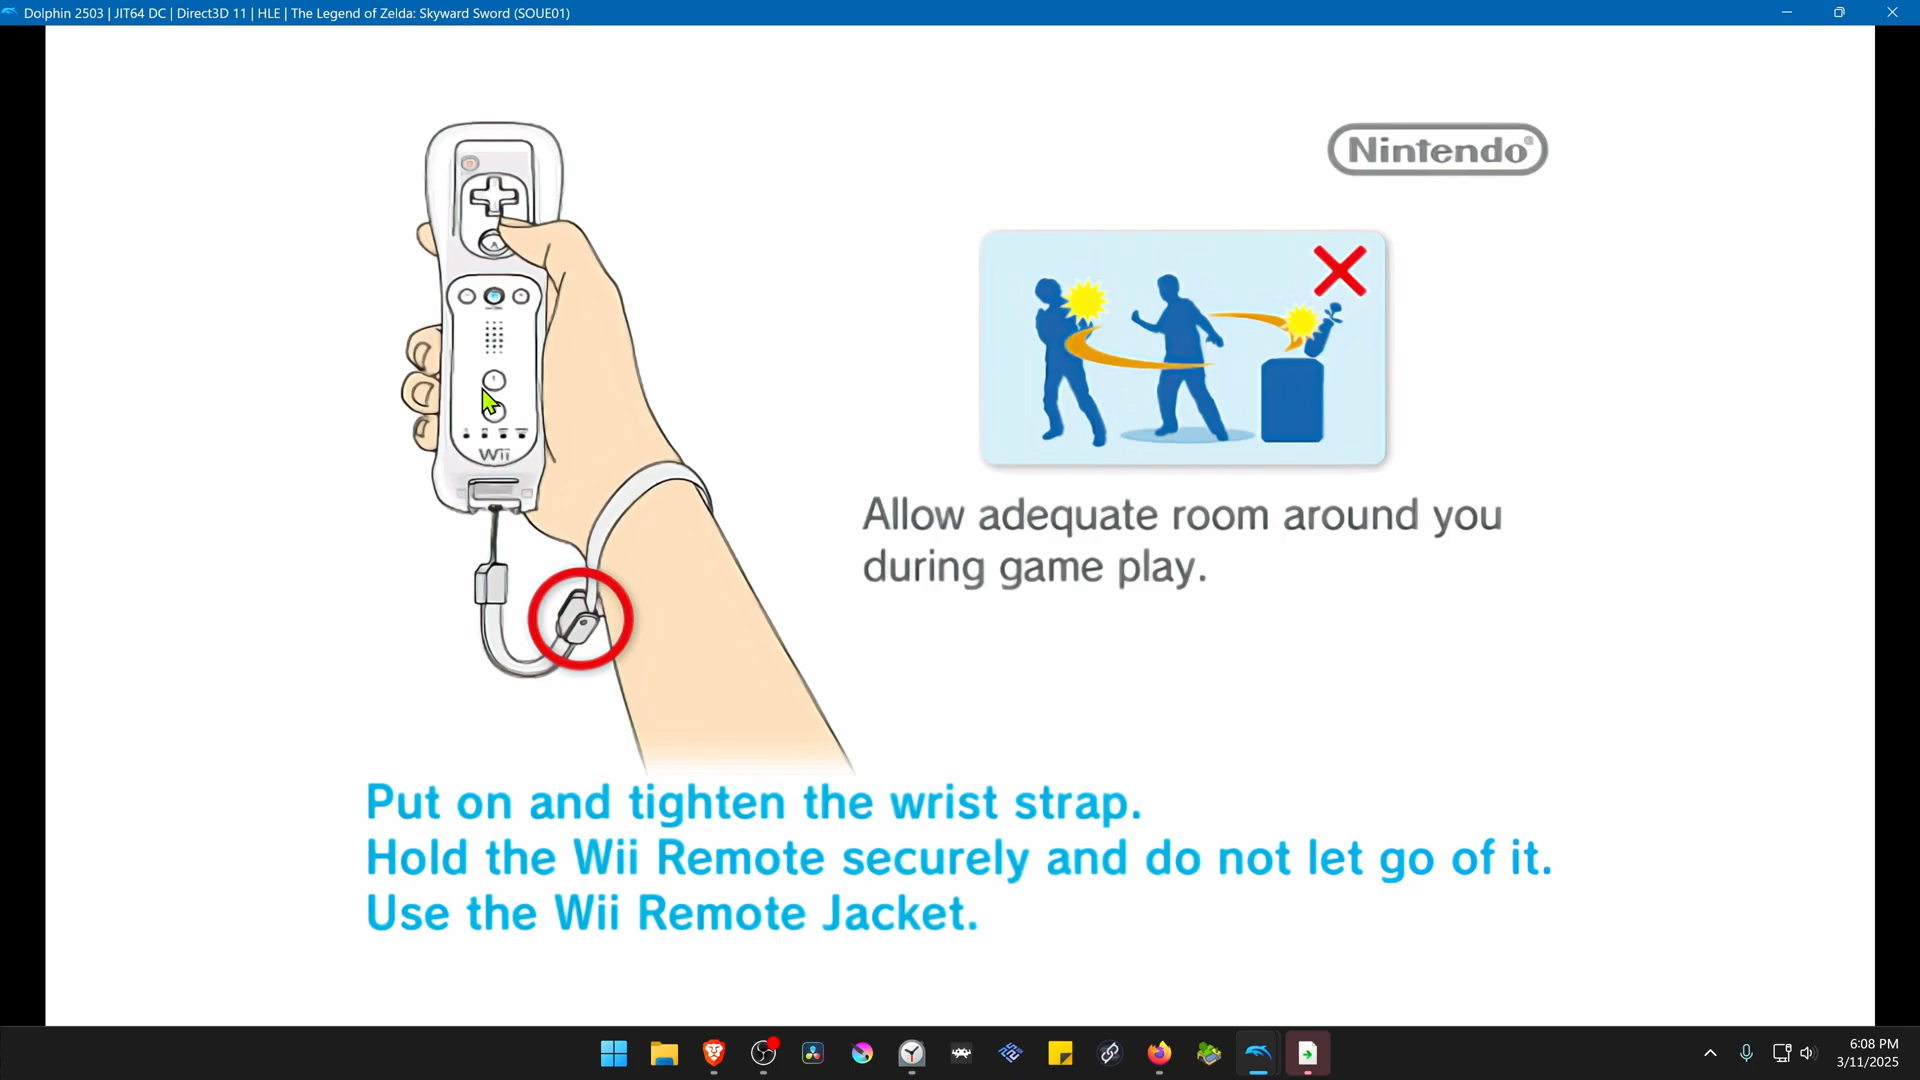 Dolphin 2503 | JIT64 DC | Direct3D 11 | HLE | The Legend of Zelda: Skyward Sword (SOUE01)
Nintendo®
A
1
Wii
Allow adequate room around you
during game play.
Put on and tighten the wrist strap.
Hold the Wii Remote securely and do not let go of it.
Use the Wii Remote Jacket.
6:08 PM
3/11/2025